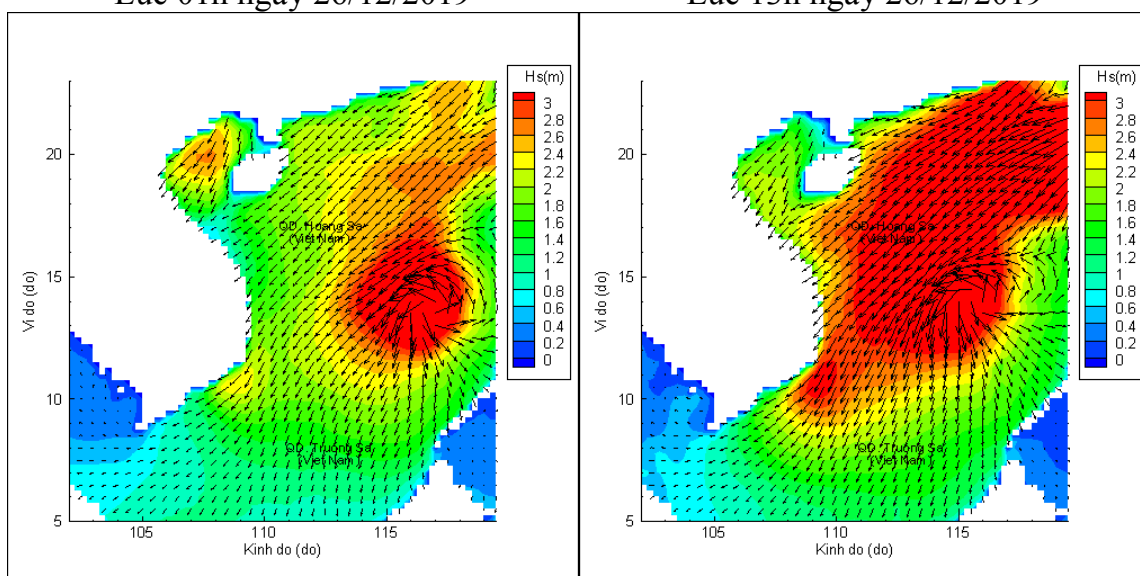 Lúc 01h ngày 26/12/2019
Lúc 13h ngày 26/12/2019
Hs(m)
3
2.8
2.6
2.4
2.2
2
1.8
1.6
1.4
1.2
1
0.8
0.6
0.4
0.2
0
QD. Hoang Sa
(Viet Nam )
QD. Truong Sa
(Viet Nam )
Vi do (do)
20
15
10
5
105
110
115
Kinh do (do)
Hs(m)
3
2.8
2.6
2.4
2.2
2
1.8
1.6
1.4
1.2
1
0.8
0.6
0.4
0.2
0
QD. Hoang Sa
(Viet Nam )
QD. Truong Sa
(Viet Nam )
Vi do (do)
20
15
10
5
105
110
115
Kinh do (do)